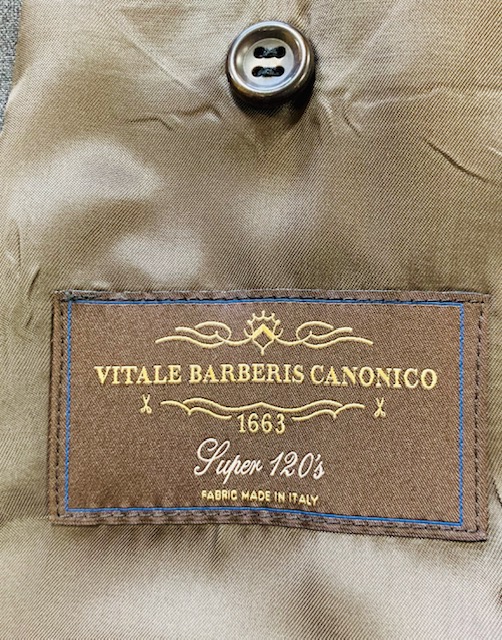 VITALE BARBERIS CANONICO
1663
Super 120's
FABRIC MADE IN ITALY